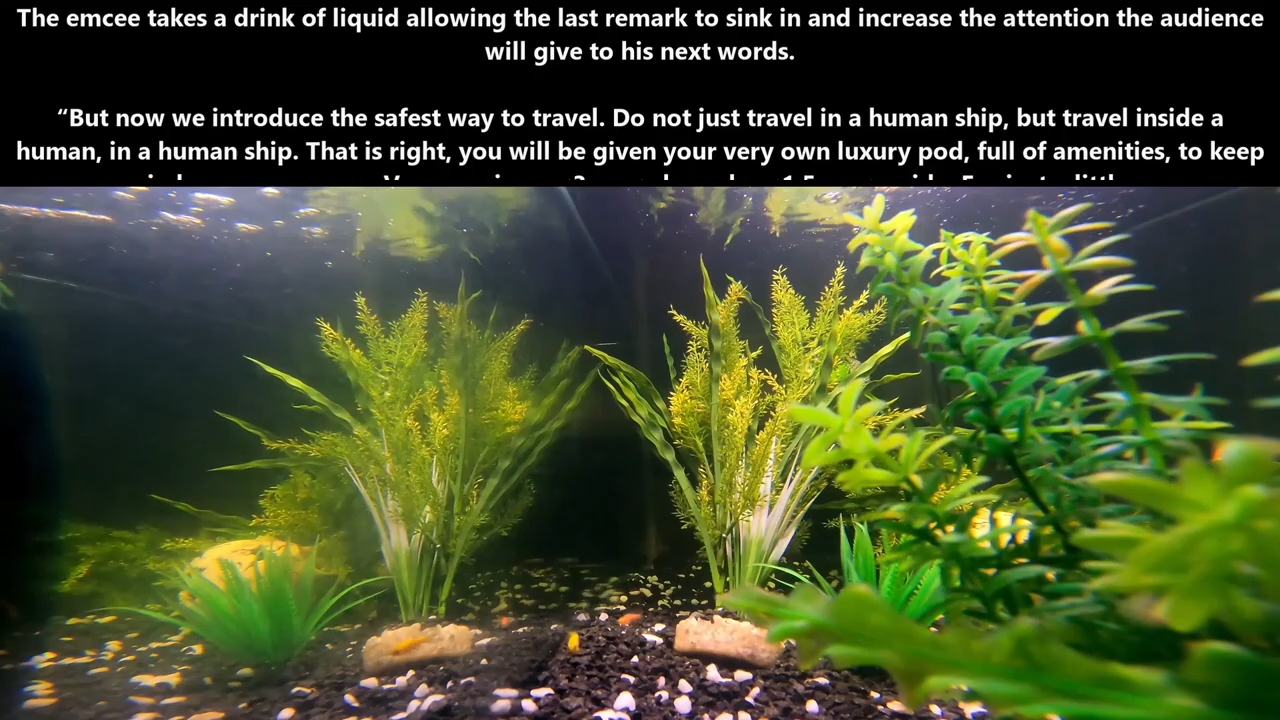 The emcee takes a drink of liquid allowing the last remark to sink in and increase the attention the audience
will give to his next words.
“But now we introduce the safest way to travel. Do not just travel in a human ship, but travel inside a
human, in a human ship. That is right, you will be given your very own luxury pod, full of amenities, to keep